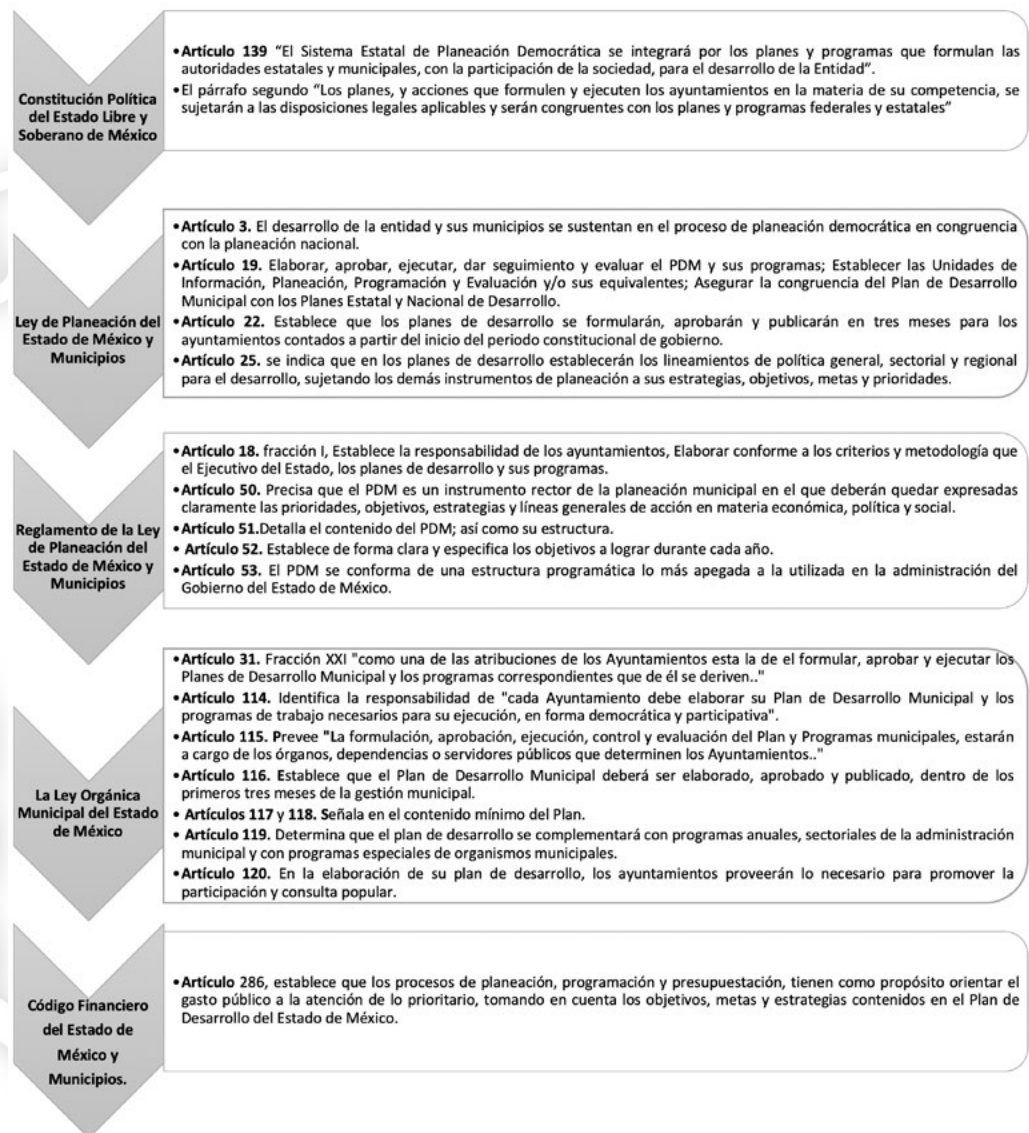 Constitución Política
del Estado Libre y
Soberano de México
•Artículo 139 “El Sistema Estatal de Planeación Democrática se integrará por los planes y programas que formulan las
autoridades estatales y municipales, con la participación de la sociedad, para el desarrollo de la Entidad”.
•El párrafo segundo “Los planes, y acciones que formulen y ejecuten los ayuntamientos en la materia de su competencia, se
sujetarán a las disposiciones legales aplicables y serán congruentes con los planes y programas federales y estatales”
Ley de Planeación del
Estado de México y
Municipios
•Artículo 3. El desarrollo de la entidad y sus municipios se sustentan en el proceso de planeación democrática en congruencia
con la planeación nacional.
•Artículo 19. Elaborar, aprobar, ejecutar, dar seguimiento y evaluar el PDM y sus programas; Establecer las Unidades de
Información, Planeación, Programación y Evaluación y/o sus equivalentes; Asegurar la congruencia del Plan de Desarrollo
Municipal con los Planes Estatal y Nacional de Desarrollo.
•Artículo 22. Establece que los planes de desarrollo se formularán, aprobarán y publicarán en tres meses para los
ayuntamientos contados a partir del inicio del periodo constitucional de gobierno.
•Artículo 25. se indica que en los planes de desarrollo establecerán los lineamientos de política general, sectorial y regional
para el desarrollo, sujetando los demás instrumentos de planeación a sus estrategias, objetivos, metas y prioridades.
Reglamento de la Ley
de Planeación del
Estado de México y
Municipios
•Artículo 18. fracción I, Establece la responsabilidad de los ayuntamientos, Elaborar conforme a los criterios y metodología que
el Ejecutivo del Estado, los planes de desarrollo y sus programas.
•Artículo 50. Precisa que el PDM es un instrumento rector de la planeación municipal en el que deberán quedar expresadas
claramente las prioridades, objetivos, estrategias y líneas generales de acción en materia económica, política y social.
•Artículo 51.Detalla el contenido del PDM; así como su estructura.
• Artículo 52. Establece de forma clara y especifica los objetivos a lograr durante cada año.
•Artículo 53. El PDM se conforma de una estructura programática lo más apegada a la utilizada en la administración del
Gobierno del Estado de México.
La Ley Orgánica
Municipal del Estado
de México
•Artículo 31. Fracción XXI "como una de las atribuciones de los Ayuntamientos esta la de el formular, aprobar y ejecutar los
Planes de Desarrollo Municipal y los programas correspondientes que de él se deriven.."
•Artículo 114. Identifica la responsabilidad de "cada Ayuntamiento debe elaborar su Plan de Desarrollo Municipal y los
programas de trabajo necesarios para su ejecución, en forma democrática y participativa".
•Artículo 115. Prevee "La formulación, aprobación, ejecución, control y evaluación del Plan y Programas municipales, estarán
a cargo de los órganos, dependencias o servidores públicos que determinen los Ayuntamientos.."
•Artículo 116. Establece que el Plan de Desarrollo Municipal deberá ser elaborado, aprobado y publicado, dentro de los
primeros tres meses de la gestión municipal.
• Artículos 117 y 118. Señala en el contenido mínimo del Plan.
•Artículo 119. Determina que el plan de desarrollo se complementará con programas anuales, sectoriales de la administración
municipal y con programas especiales de organismos municipales.
•Artículo 120. En la elaboración de su plan de desarrollo, los ayuntamientos proveerán lo necesario para promover la
participación y consulta popular.
Código Financiero
del Estado de
México y
Municipios.
•Artículo 286, establece que los procesos de planeación, programación y presupuestación, tienen como propósito orientar el
gasto público a la atención de lo prioritario, tomando en cuenta los objetivos, metas y estrategias contenidos en el Plan de
Desarrollo del Estado de México.